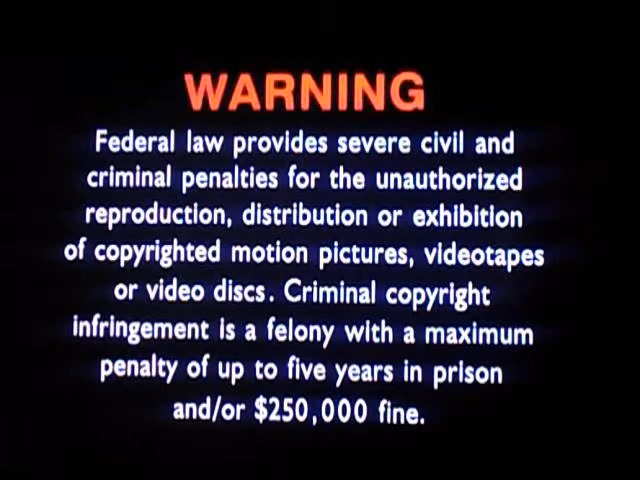 WARNING
Federal law provides severe civil and
criminal penalties for the unauthorized
reproduction, distribution or exhibition
of copyrighted motion pictures, videotapes
or video discs. Criminal copyright
infringement is a felony with a maximum
penalty of up to five years in prison
and/or $250,000 fine.